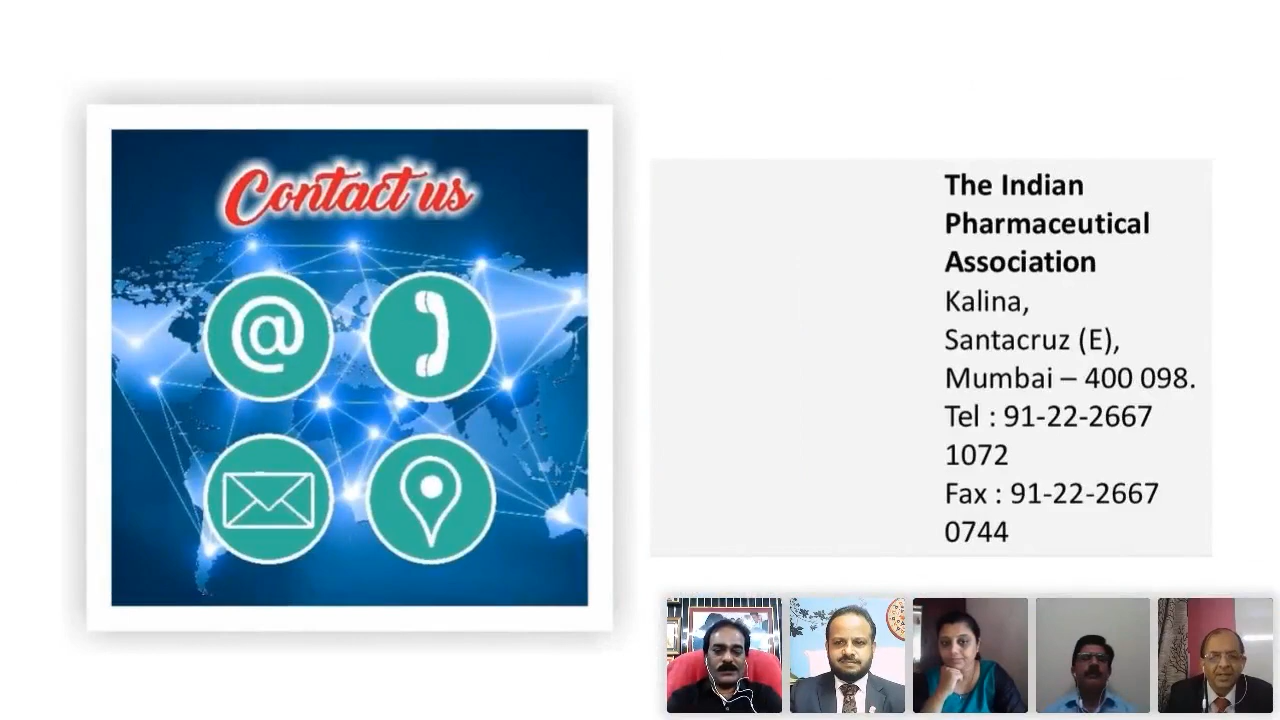 Contact us
The Indian
Pharmaceutical
Association
Kalina,
Santacruz (E),
Mumbai – 400 098.
Tel : 91-22-2667
1072
Fax : 91-22-2667
0744